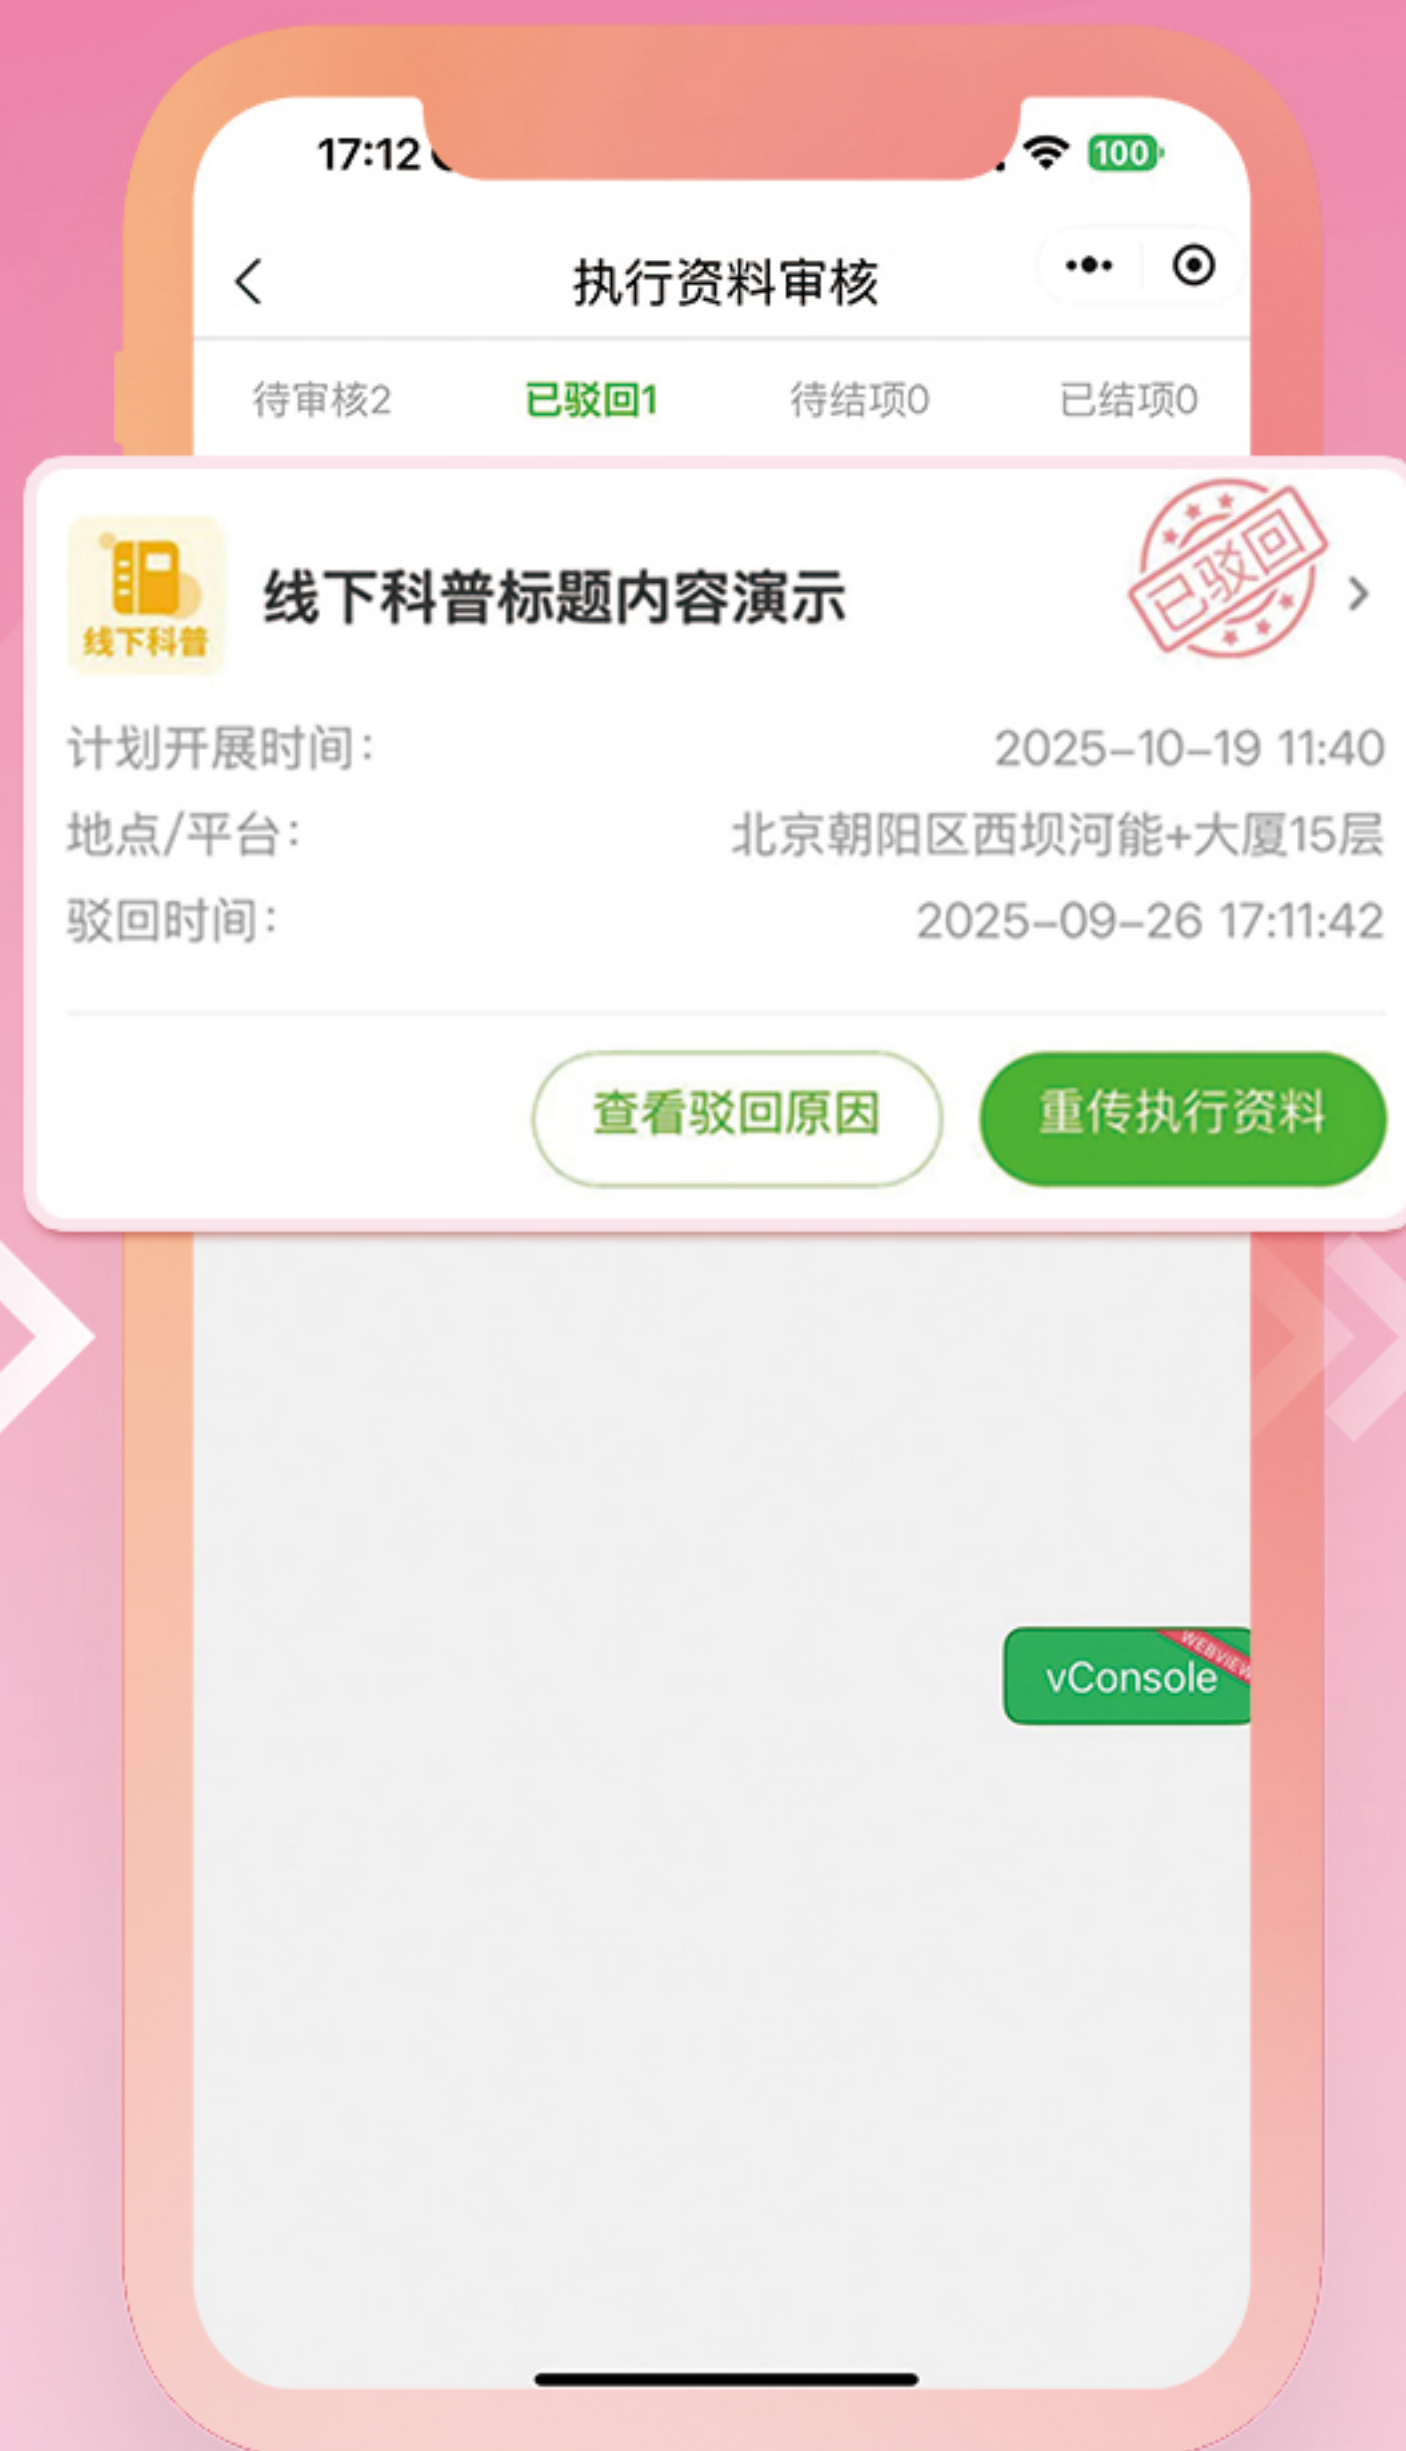 17:12
100
执行资料审核
待审核2 已驳回1 待结项0 已结项0
线下科普
线下科普标题内容演示
已驳回
计划开展时间： 2025-10-19 11:40
地点/平台： 北京朝阳区西坝河能+大厦15层
驳回时间： 2025-09-26 17:11:42
查看驳回原因 重传执行资料
WEBVIEW
vConsole